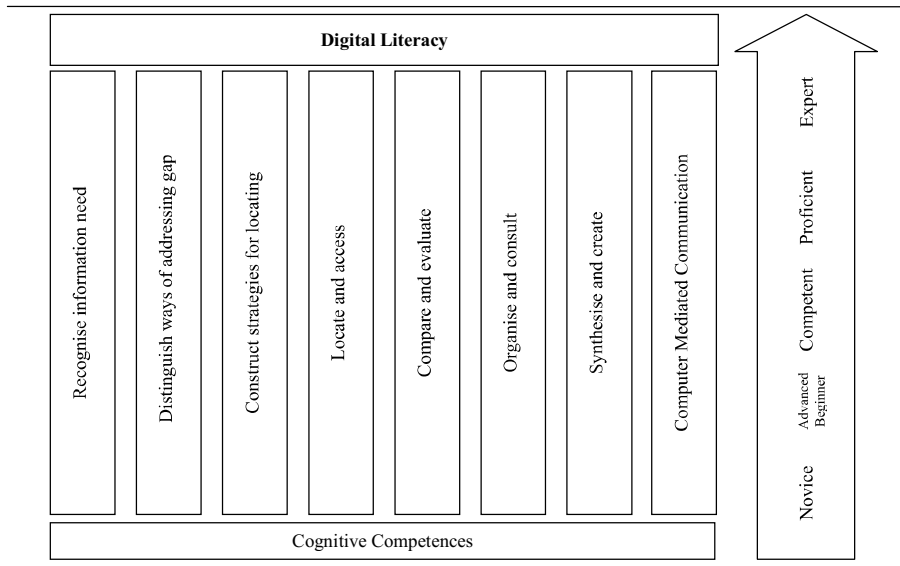 Digital Literacy
Recognise information need
Distinguish ways of addressing gap
Construct strategies for locating
Locate and access
Compare and evaluate
Organise and consult
Synthesise and create
Computer Mediated Communication
Cognitive Competences
Expert
Proficient
Competent
Advanced
Beginner
Novice